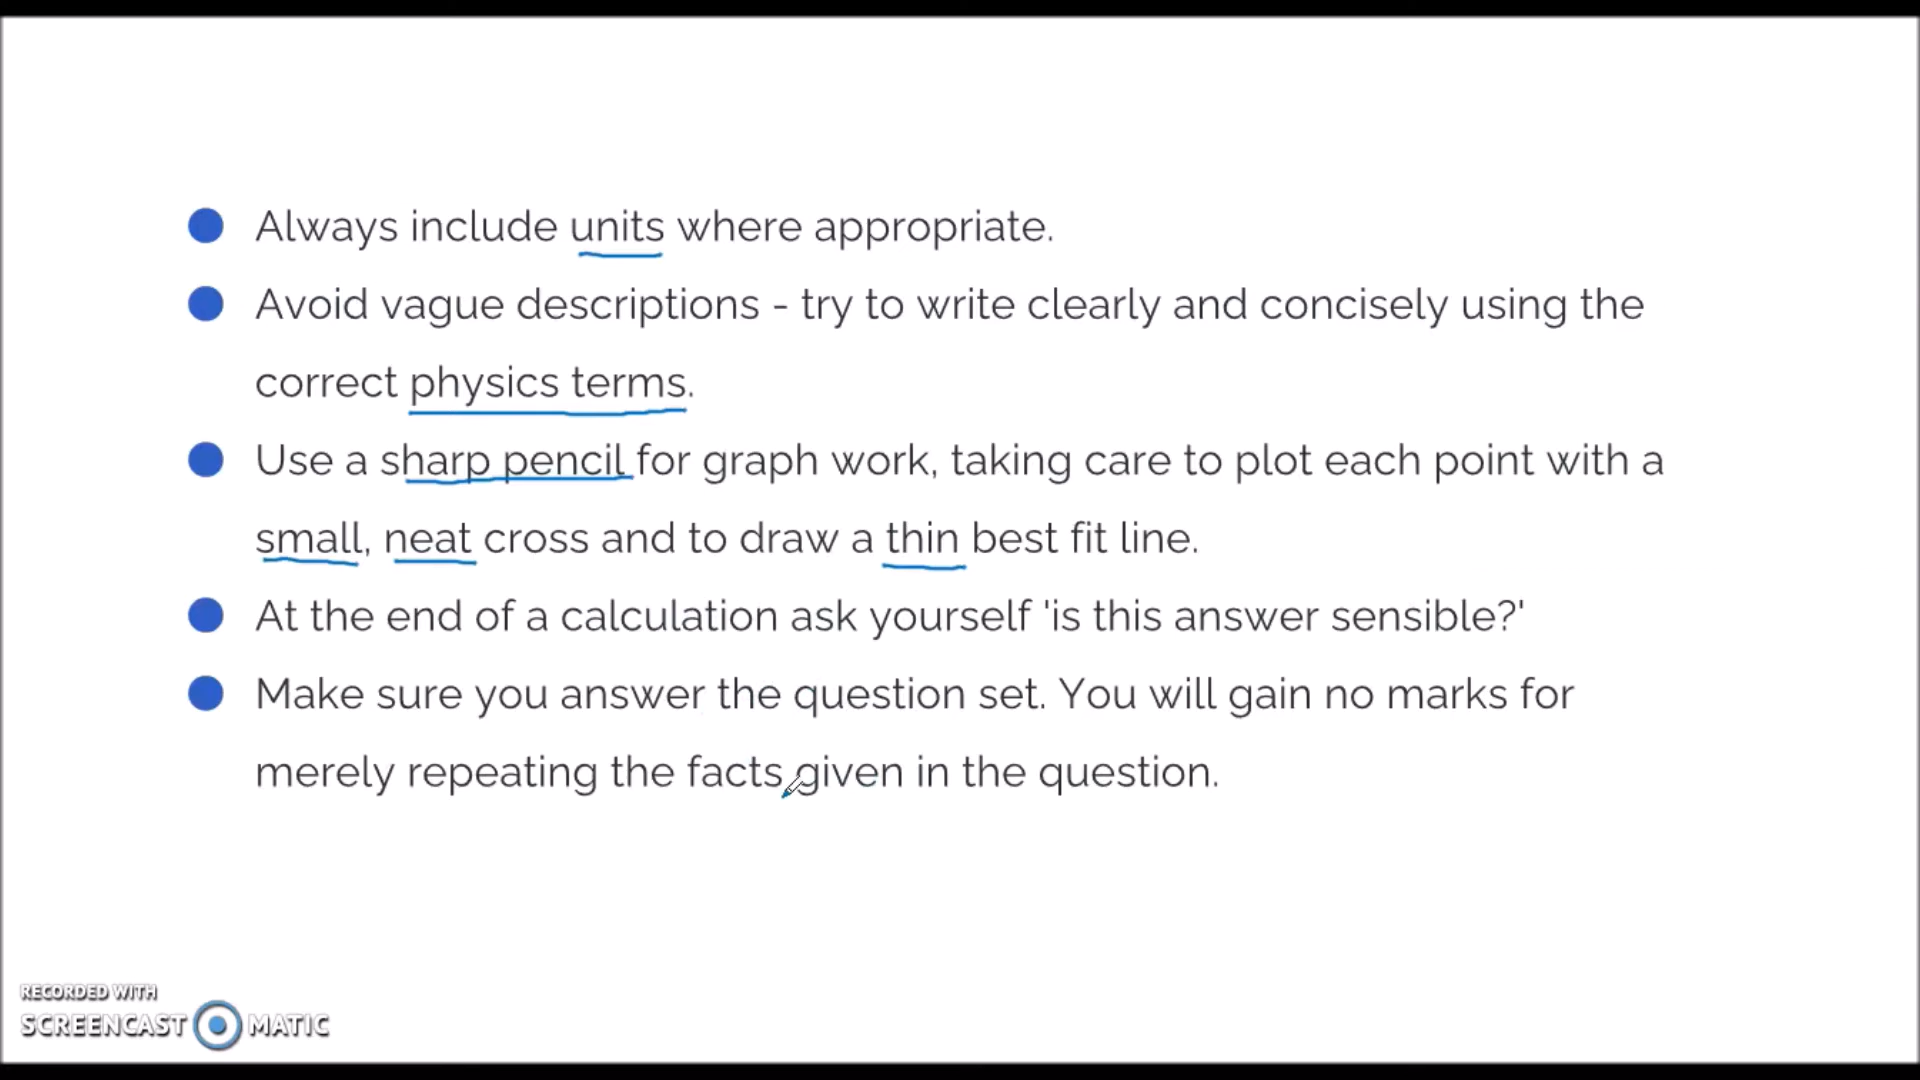 Always include units where appropriate.
Avoid vague descriptions - try to write clearly and concisely using the
correct physics terms.
Use a sharp pencil for graph work, taking care to plot each point with a
small, neat cross and to draw a thin best fit line.
At the end of a calculation ask yourself 'is this answer sensible?'
Make sure you answer the question set. You will gain no marks for
merely repeating the facts given in the question.
RECORDED WITH
SCREENCAST MATIC